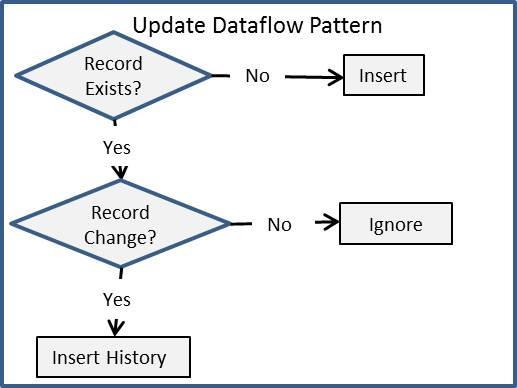 Update Dataflow Pattern
Record
Exists?
No
Insert
Yes
Record
Change?
No
Ignore
Yes
Insert History